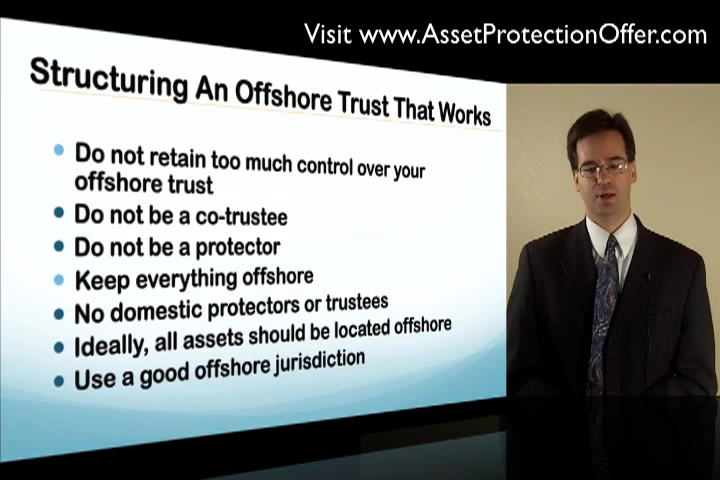 Visit www.AssetProtectionOffer.com
Structuring An Offshore Trust That Works
Do not retain too much control over your
offshore trust
Do not be a co-trustee
Do not be a protector
Keep everything offshore
No domestic protectors or trustees
Ideally, all assets should be located offshore
Use a good offshore jurisdiction